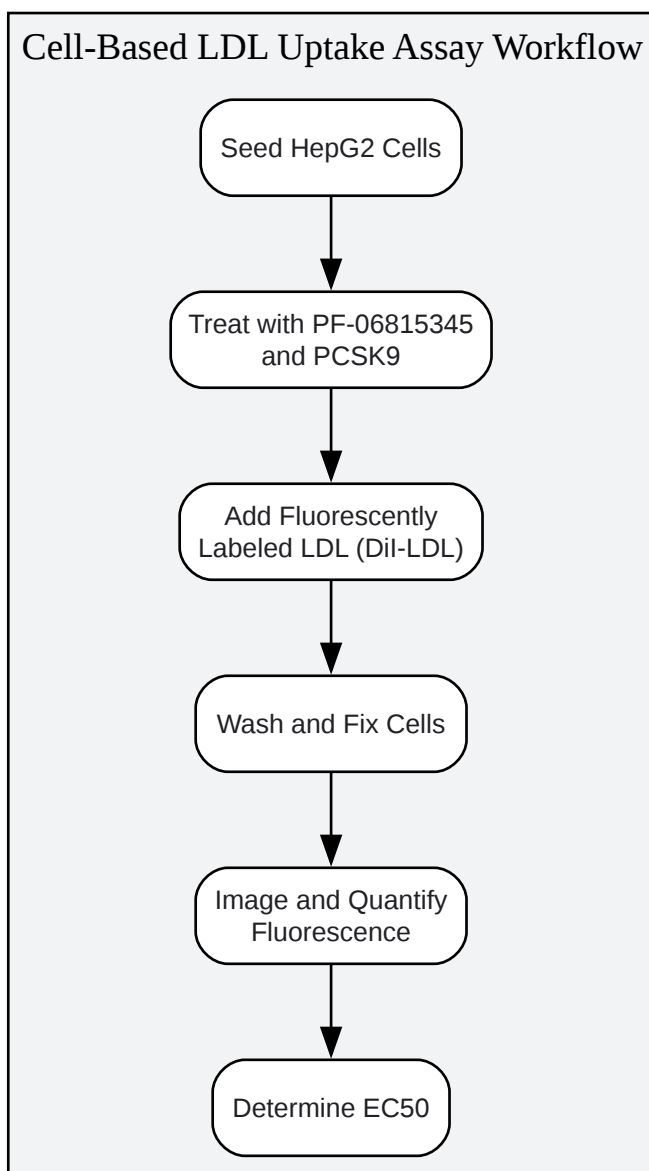 Cell-Based LDL Uptake Assay Workflow
Seed HepG2 Cells
Treat with PF-06815345
and PCSK9
Add Fluorescently
Labeled LDL (DiI-LDL)
Wash and Fix Cells
Image and Quantify
Fluorescence
Determine EC50